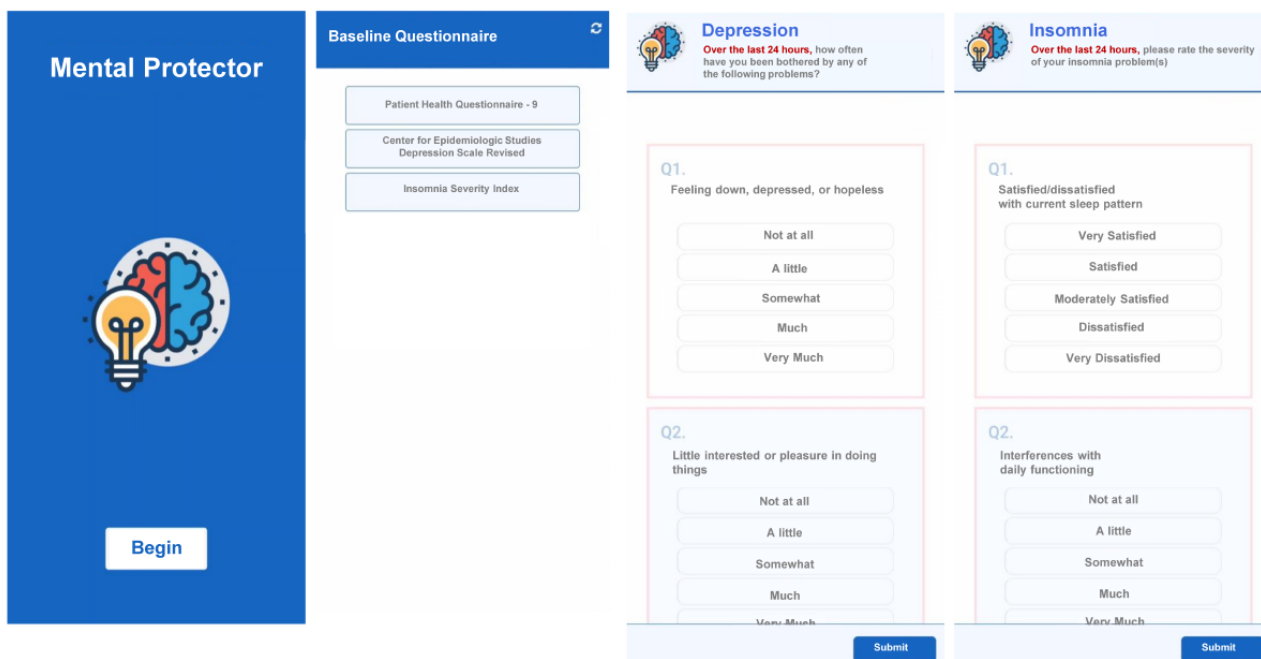 Mental Protector
Begin
Baseline Questionnaire
Patient Health Questionnaire - 9
Center for Epidemiologic Studies
Depression Scale Revised
Insomnia Severity Index
Depression
Over the last 24 hours, how often
have you been bothered by any of
the following problems?
Q1.
Feeling down, depressed, or hopeless
Not at all
A little
Somewhat
Much
Very Much
Q2.
Little interested or pleasure in doing
things
Not at all
A little
Somewhat
Much
Very Much
Submit
Insomnia
Over the last 24 hours, please rate the severity
of your insomnia problem(s)
Q1.
Satisfied/dissatisfied
with current sleep pattern
Very Satisfied
Satisfied
Moderately Satisfied
Dissatisfied
Very Dissatisfied
Q2.
Interferences with
daily functioning
Not at all
A little
Somewhat
Much
Very Much
Submit